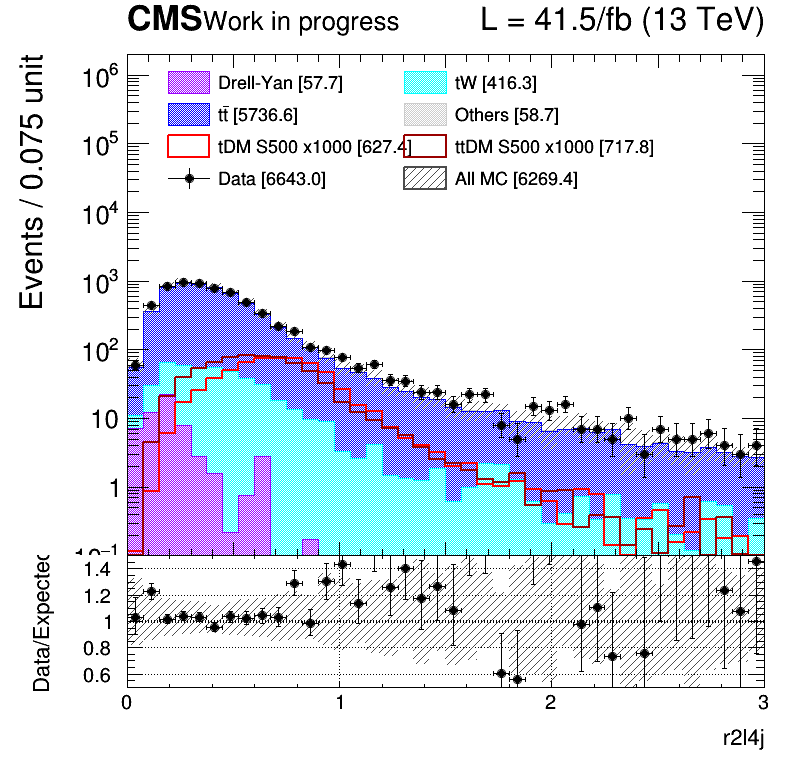 CMS Work in progress L = 41.5/fb (13 TeV)
Events / 0.075 unit
10⁶
10⁵
10⁴
10³
10²
10
1
10⁻¹
Drell-Yan [57.7] tW [416.3]
tt̄ [5736.6] Others [58.7]
tDM S500 x1000 [627.4] ttDM S500 x1000 [717.8]
Data [6643.0] All MC [6269.4]
Data/Expected
1.4
1.2
1
0.8
0.6
0 1 2 3
r2l4j